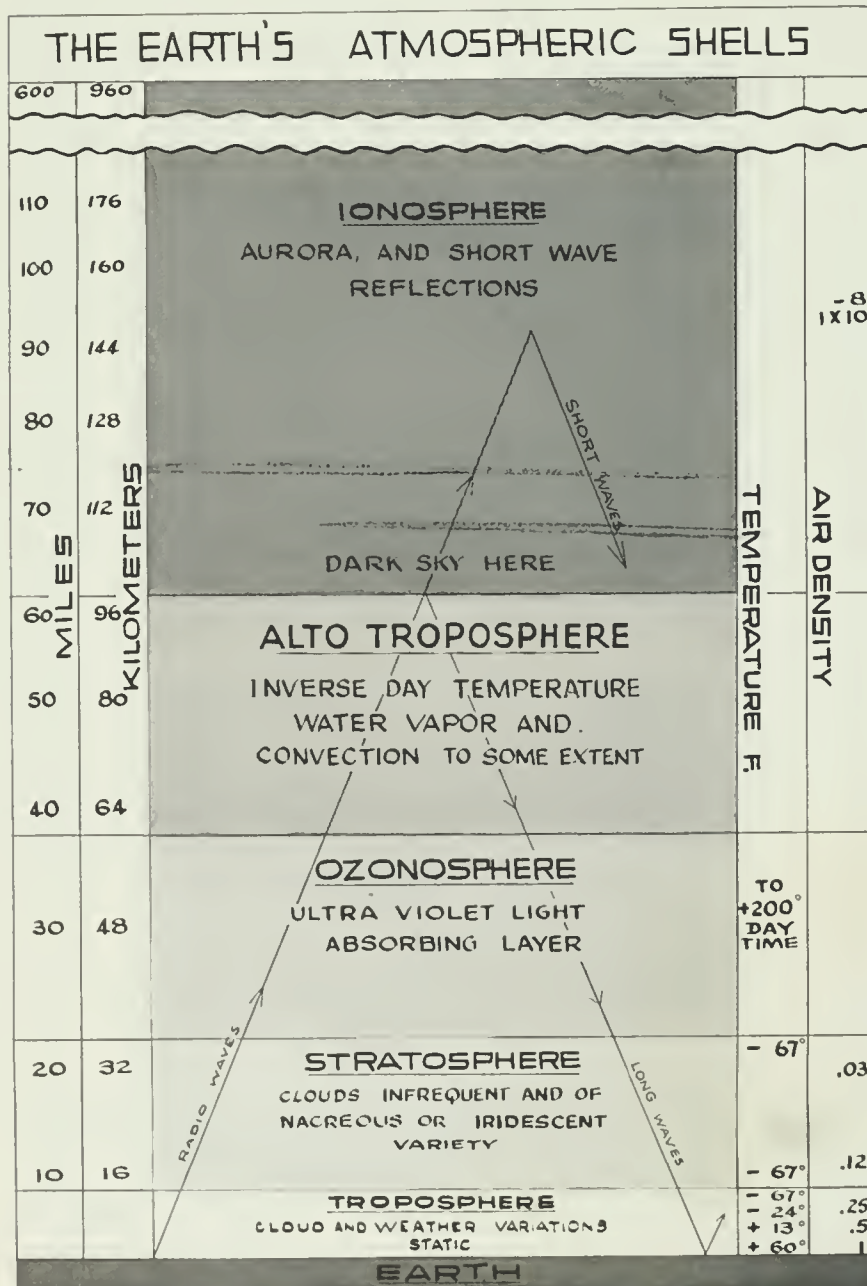 THE EARTH'S ATMOSPHERIC SHELLS
600 960
110 176
IONOSPHERE
AURORA, AND SHORT WAVE
100 160
REFLECTIONS
-8
1X10
90 144
SHORT WAVES
80 128
70 112
MILES
KILOMETERS
TEMPERATURE F.
AIR DENSITY
DARK SKY HERE
60 96
ALTO TROPOSPHERE
INVERSE DAY TEMPERATURE
50 80
WATER VAPOR AND.
CONVECTION TO SOME EXTENT
40 64
OZONOSPHERE
TO
+200°
DAY
TIME
ULTRA VIOLET LIGHT
30 48
ABSORBING LAYER
RADIO WAVES
LONG WAVES
- 67°
STRATOSPHERE
20 32
.03
CLOUDS INFREQUENT AND OF
NACREOUS OR IRIDESCENT
VARIETY
10 16
- 67° .12
TROPOSPHERE
- 67°
- 24° .25
CLOUD AND WEATHER VARIATIONS
+ 13° .5
STATIC
+ 60° 1
EARTH